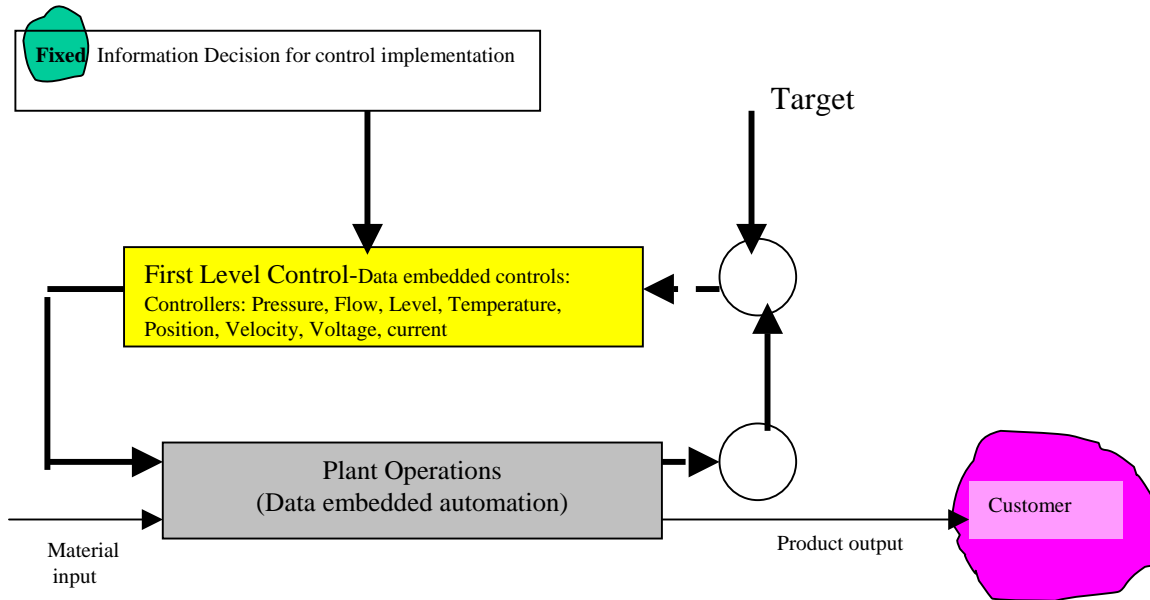 Fixed Information Decision for control implementation
Target
First Level Control-Data embedded controls:
Controllers: Pressure, Flow, Level, Temperature,
Position, Velocity, Voltage, current
Plant Operations
(Data embedded automation)
Customer
Material
input
Product output